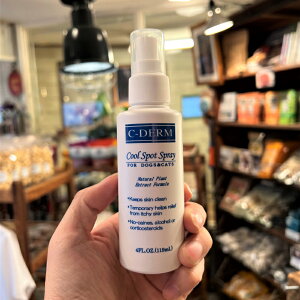 C-DERM
Cool Spot Spray
FOR DOGS&CATS
Natural Plant
Extract Formula
•Keeps skin clean
•Temporary helps relief
from itchy skin
•No-caines, alcohol or
corticosteroids.
4FL.OZ(118ml)